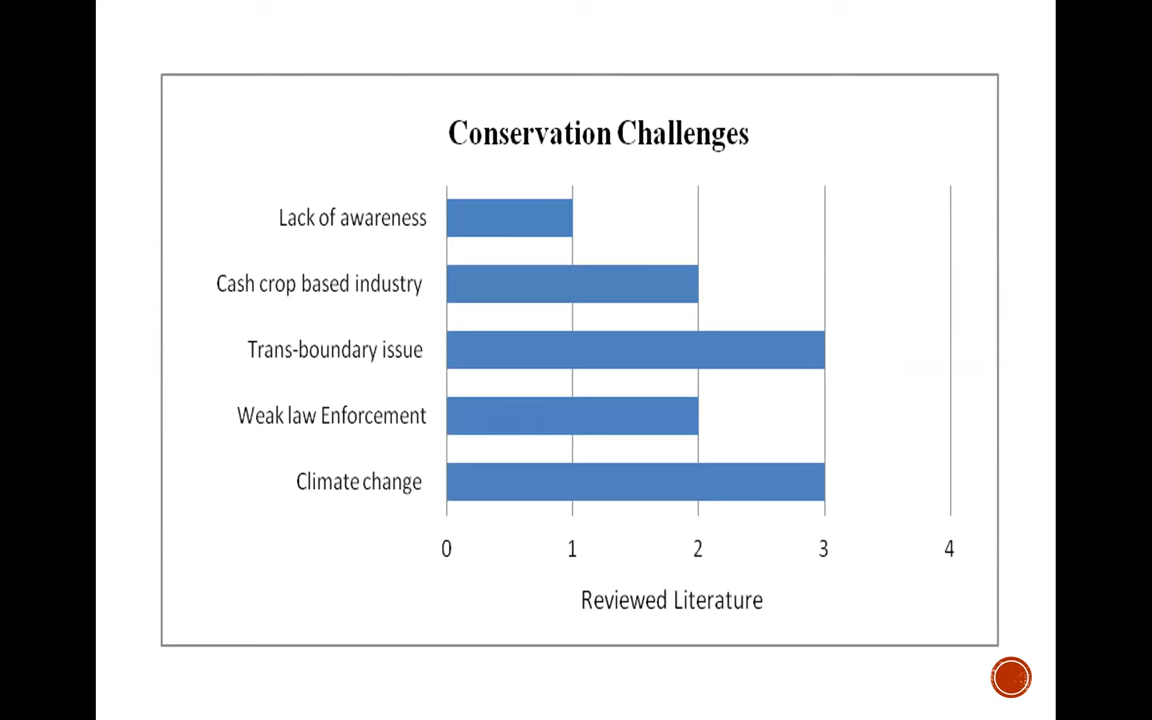 Conservation Challenges
Lack of awareness
Cash crop based industry
Trans-boundary issue
Weak law Enforcement
Climate change
0 1 2 3 4
Reviewed Literature